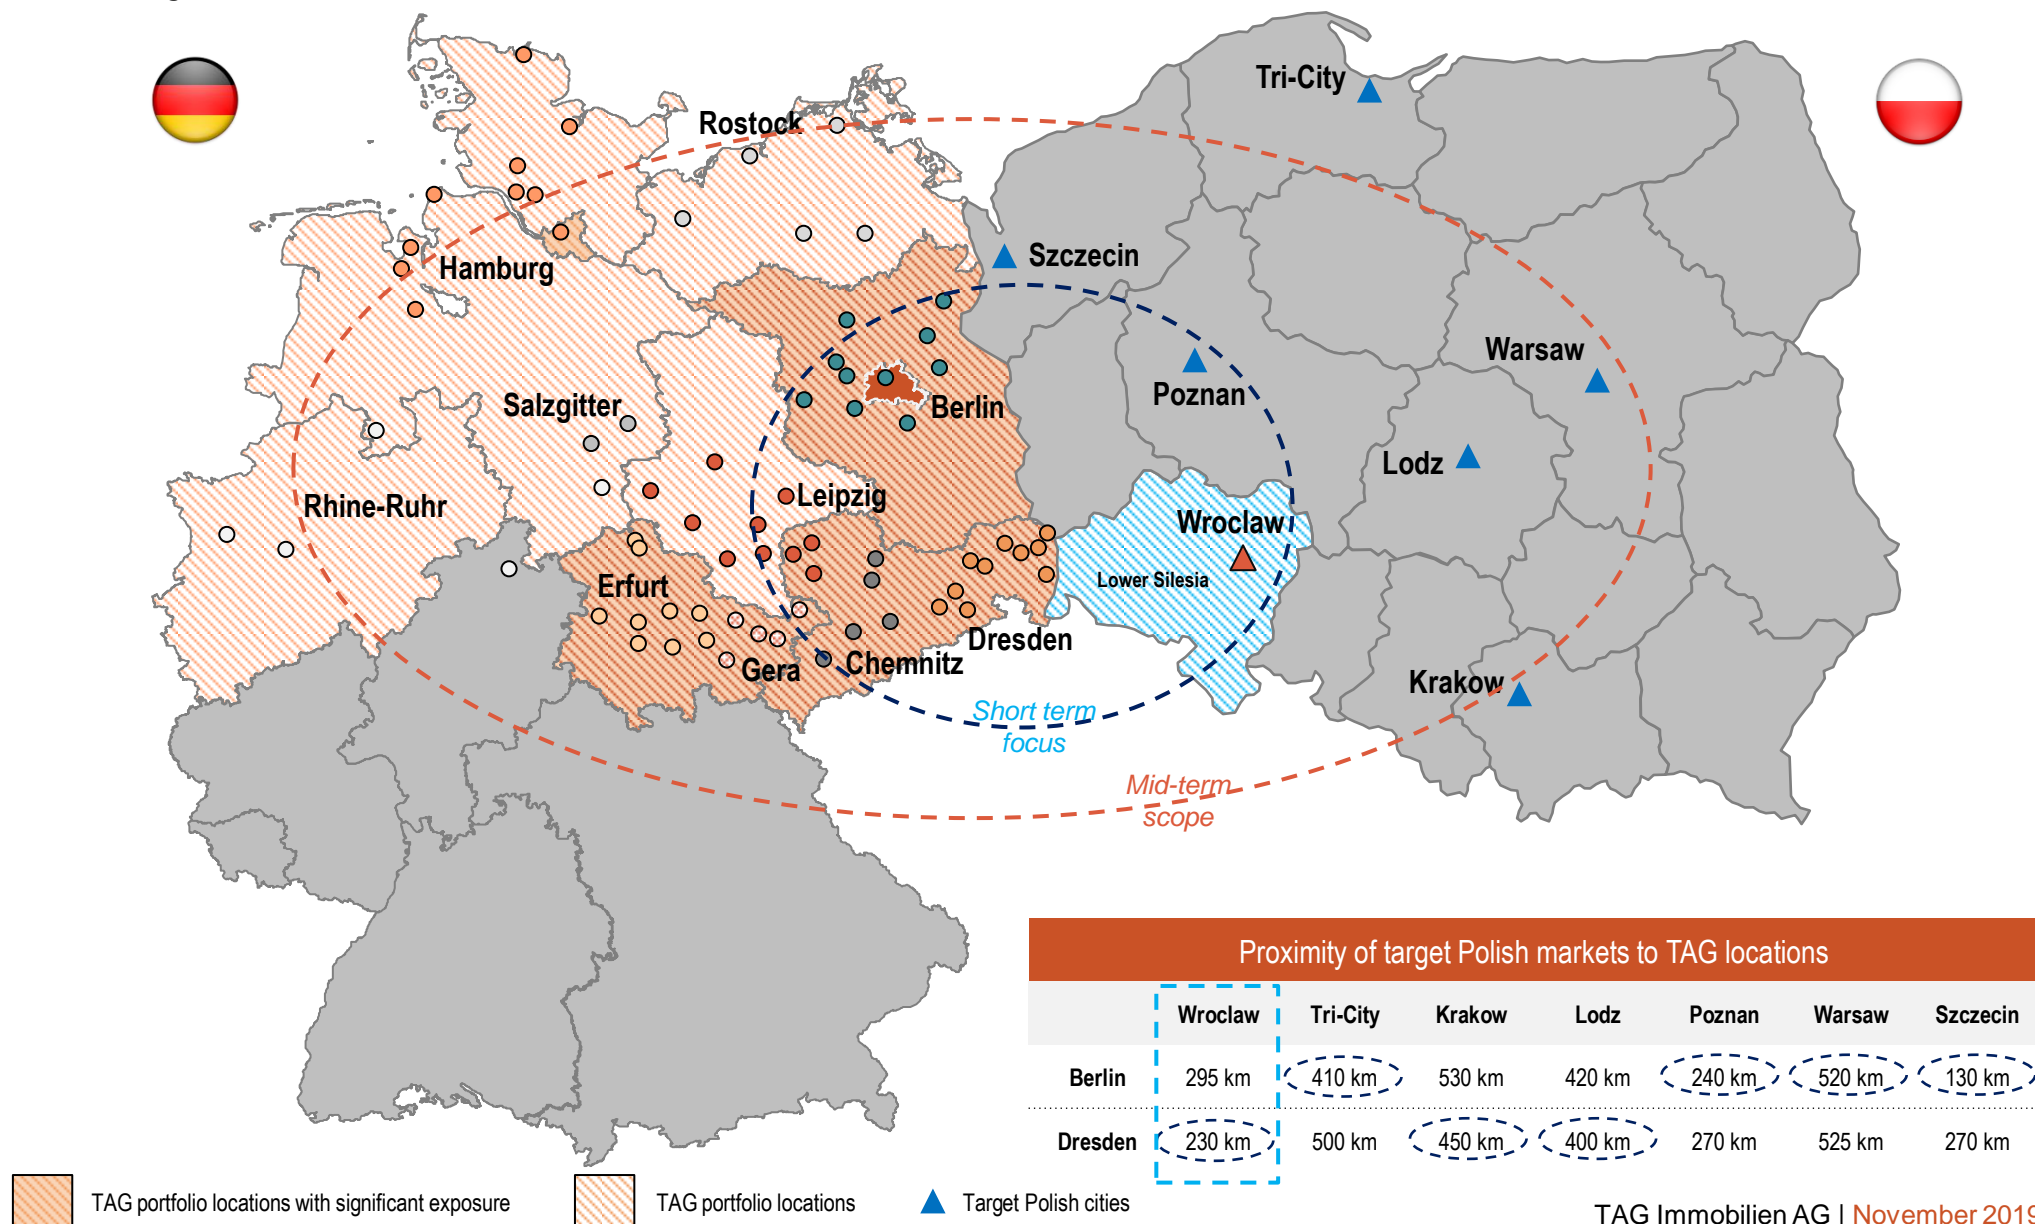 Tri-City
Rostock
Szczecin
Hamburg
Warsaw
Poznan
Salzgitter
Berlin
Lodz
Leipzig
Rhine-Ruhr
Wroclaw
Lower Silesia
Erfurt
Dresden
Gera
Chemnitz
Krakow
Short term
focus
Mid-term
scope
Proximity of target Polish markets to TAG locations
Wroclaw Tri-City Krakow Lodz Poznan Warsaw Szczecin
Berlin 295 km 410 km 530 km 420 km 240 km 520 km 130 km
Dresden 230 km 500 km 450 km 400 km 270 km 525 km 270 km
TAG portfolio locations with significant exposure TAG portfolio locations Target Polish cities
TAG Immobilien AG | November 2019